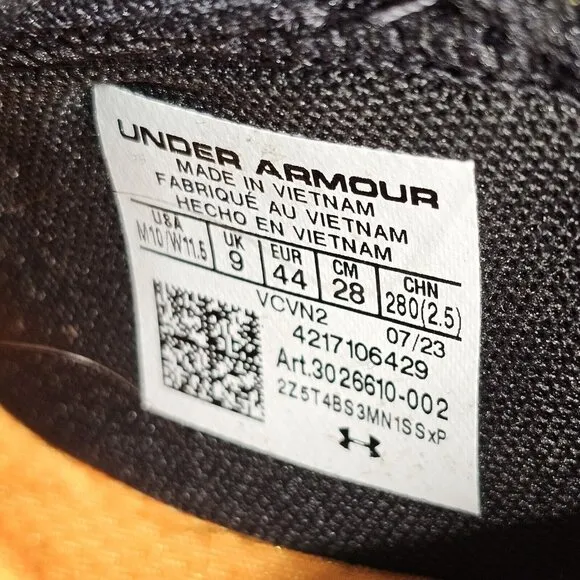 UNDER ARMOUR
MADE IN VIETNAM
FABRIQUÉ AU VIETNAM
HECHO EN VIETNAM
USA UK EUR CM CHN
M10/W11.5 9 44 28 280(2.5)
VCVN2 07/23
4217106429
Art.3026610-002
2Z5T4BS3MN1SSxP